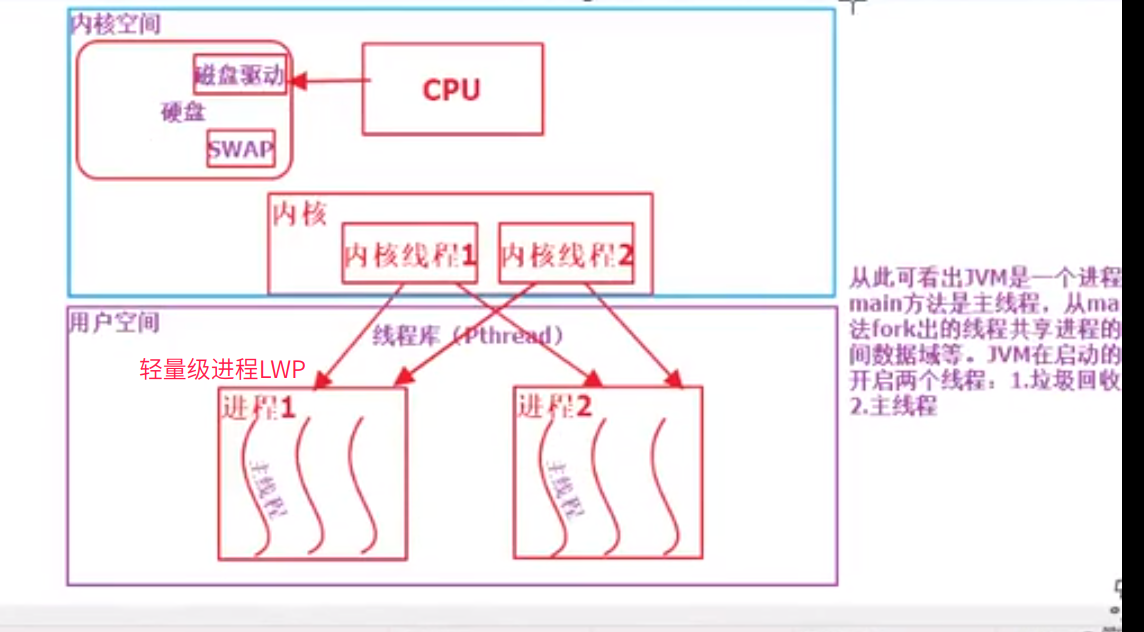 内核空间
磁盘驱动
硬盘
SWAP
CPU
内核
内核线程1
内核线程2
用户空间
线程库（Pthread）
轻量级进程LWP
进程1
主线程
进程2
主线程
从此可看出JVM是一个进程
main方法是主线程，从ma
法fork出的线程共享进程的
间数据域等。JVM在启动的
开启两个线程：1.垃圾回收
2.主线程